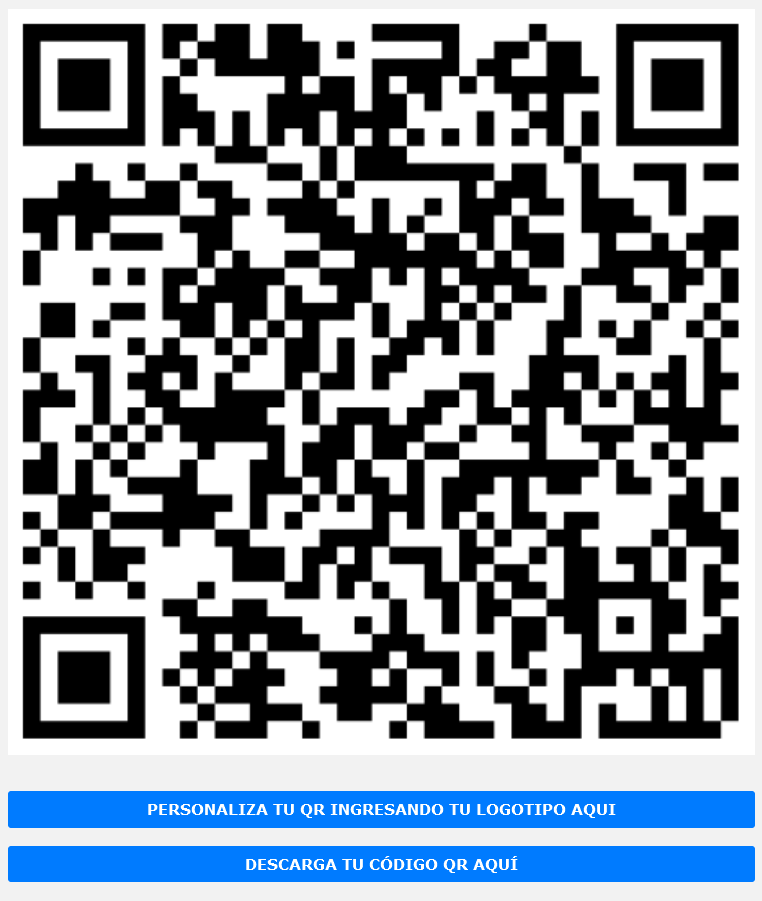 PERSONALIZA TU QR INGRESANDO TU LOGOTIPO AQUI
DESCARGA TU CÓDIGO QR AQUÍ